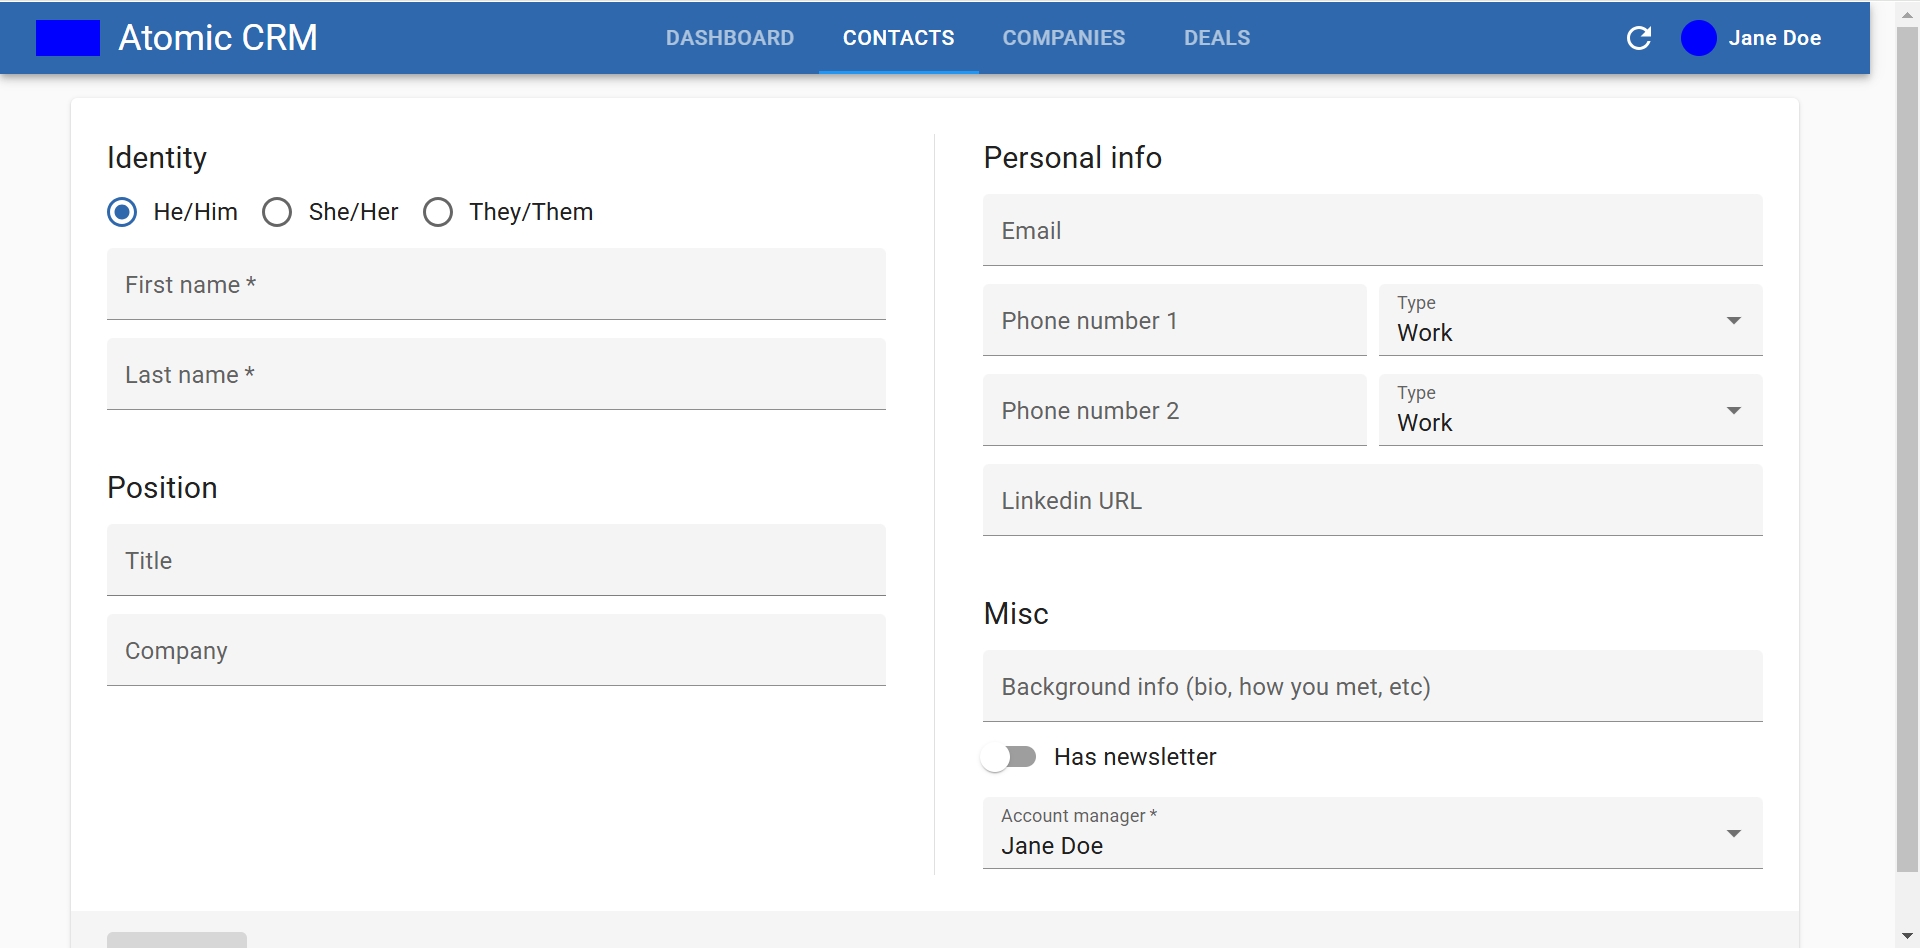 Atomic CRM
DASHBOARD
CONTACTS
COMPANIES
DEALS
Jane Doe
Identity
He/Him
She/Her
They/Them
First name *
Last name *
Position
Title
Company
Personal info
Email
Phone number 1
Type
Work
Phone number 2
Type
Work
Linkedin URL
Misc
Background info (bio, how you met, etc)
Has newsletter
Account manager *
Jane Doe